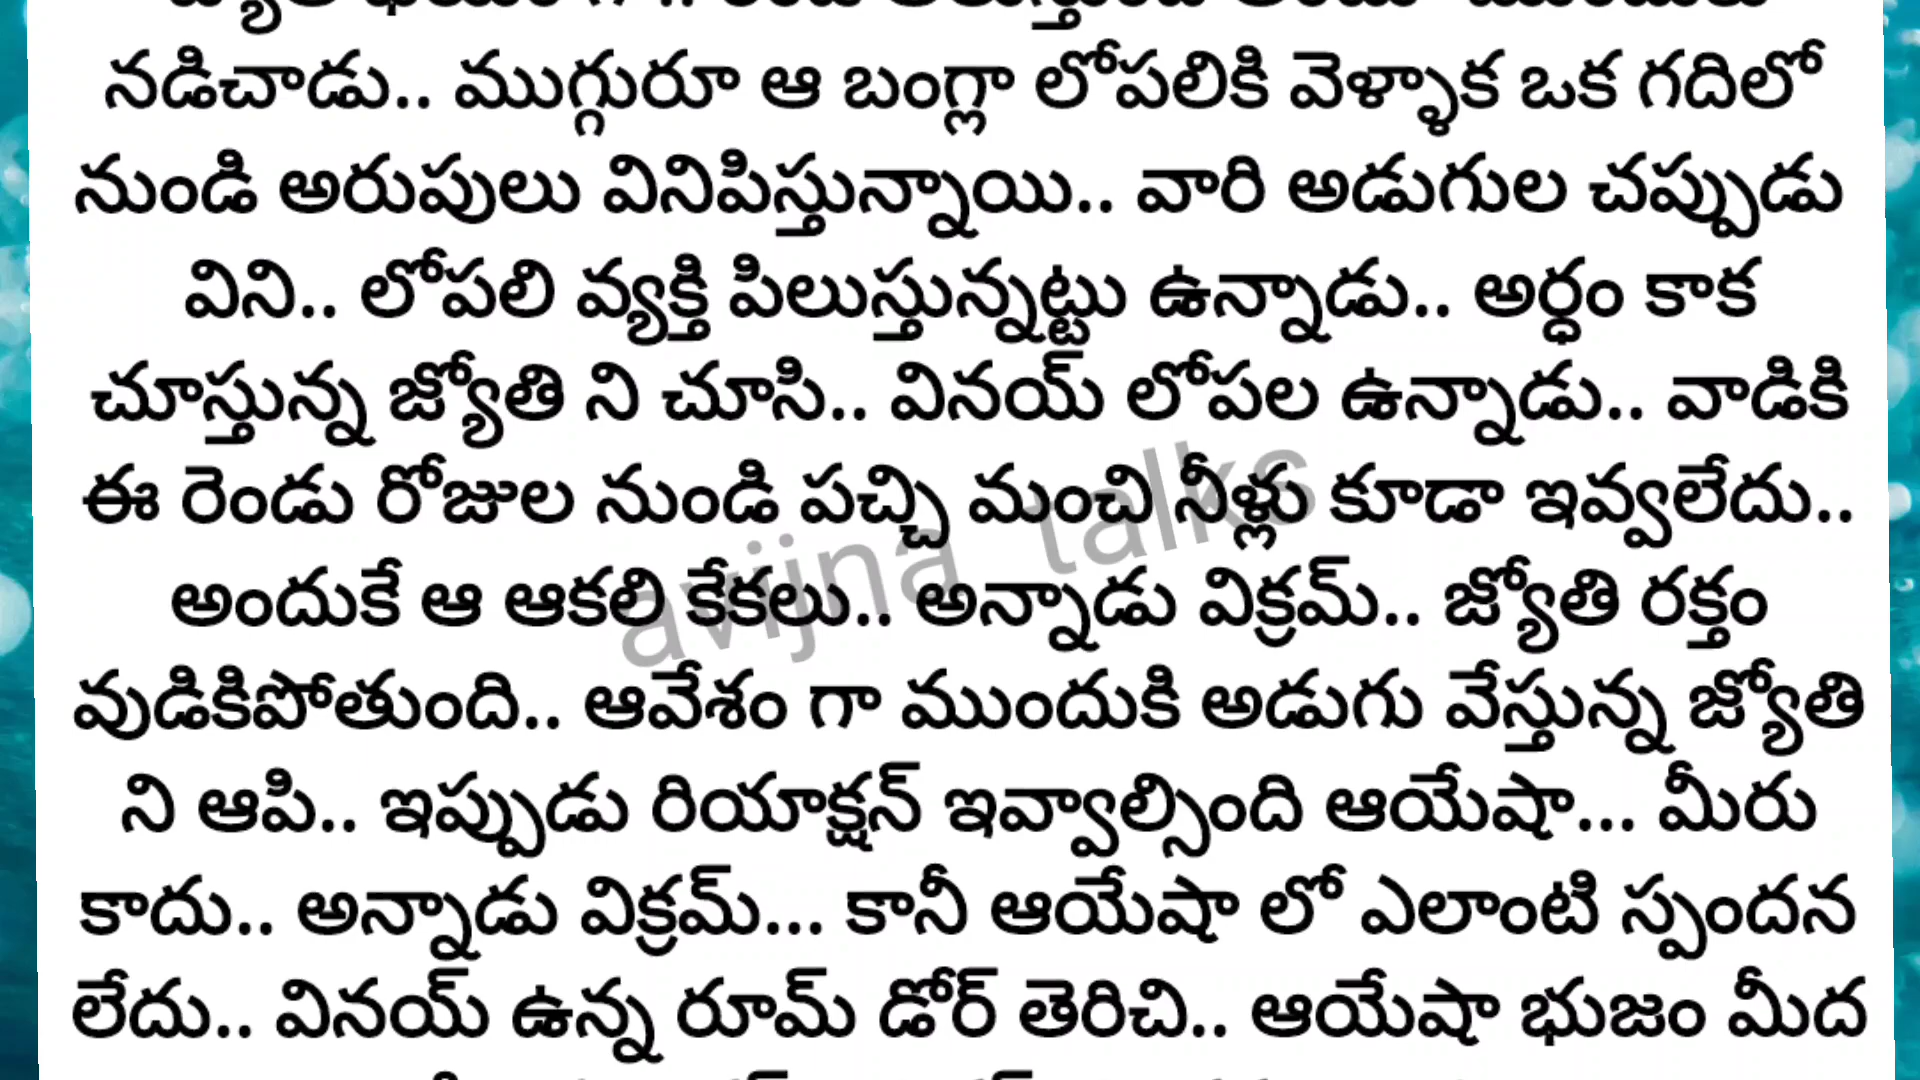 నడిచాడు.. ముగ్గురూ ఆ బంగ్లా లోపలికి వెళ్ళాక ఒక గదిలో
నుండి అరుపులు వినిపిస్తున్నాయి.. వారి అడుగుల చప్పుడు
విని.. లోపలి వ్యక్తి పిలుస్తున్నట్టు ఉన్నాడు.. అర్ధం కాక
చూస్తున్న జ్యోతి ని చూసి.. వినయ్ లోపల ఉన్నాడు.. వాడికి
ఈ రెండు రోజుల నుండి పచ్చి మంచి నీళ్లు కూడా ఇవ్వలేదు..
అందుకే ఆ ఆకలి కేకలు.. అన్నాడు విక్రమ్.. జ్యోతి రక్తం
వుడికిపోతుంది.. ఆవేశం గా ముందుకి అడుగు వేస్తున్న జ్యోతి
ని ఆపి.. ఇప్పుడు రియాక్షన్ ఇవ్వాల్సింది ఆయేషా... మీరు
కాదు.. అన్నాడు విక్రమ్... కానీ ఆయేషా లో ఎలాంటి స్పందన
లేదు.. వినయ్ ఉన్న రూమ్ డోర్ తెరిచి.. ఆయేషా భుజం మీద
avijna talks